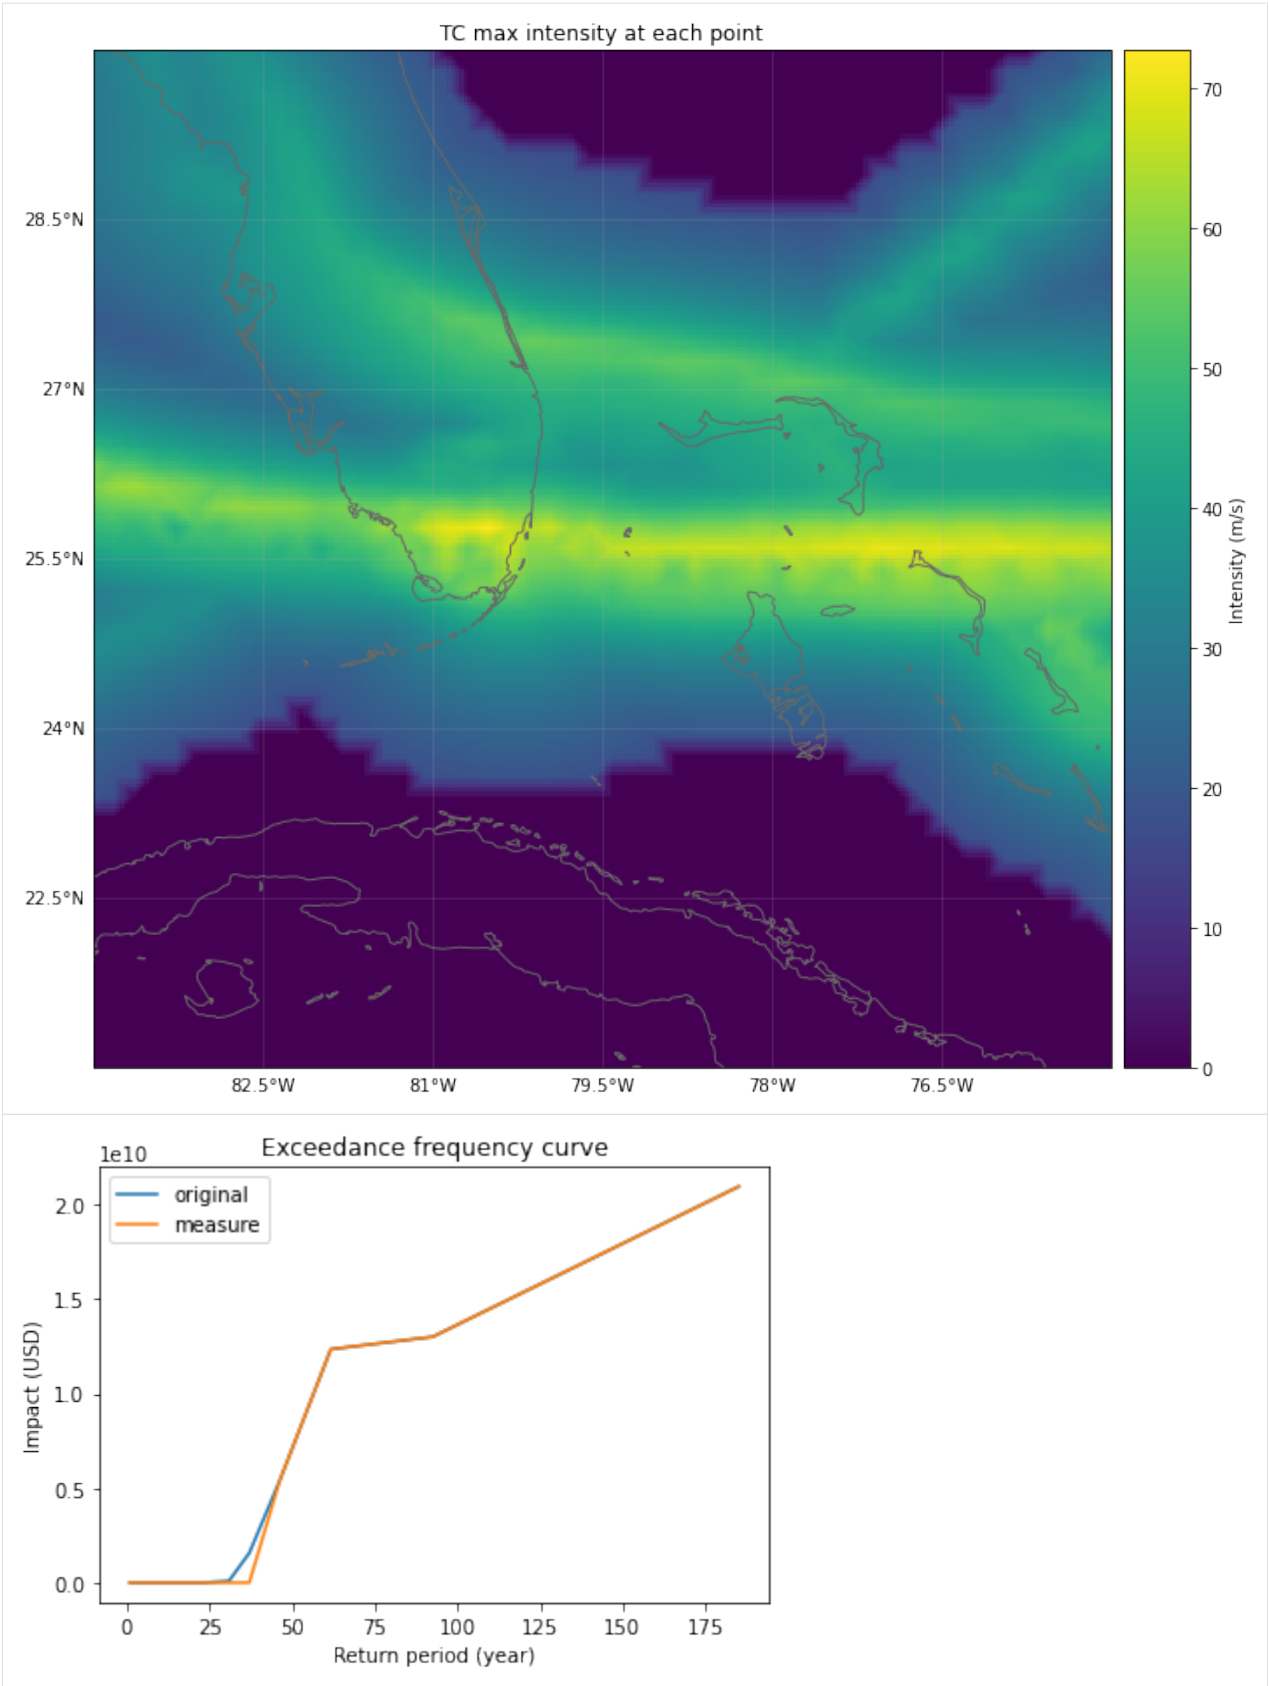 TC max intensity at each point
28.5°N
27°N
25.5°N
24°N
22.5°N
82.5°W
81°W
79.5°W
78°W
76.5°W
70
60
50
40
30
20
10
0
Intensity (m/s)
Exceedance frequency curve
1e10
original
measure
2.0
1.5
1.0
0.5
0.0
Impact (USD)
0
25
50
75
100
125
150
175
Return period (year)